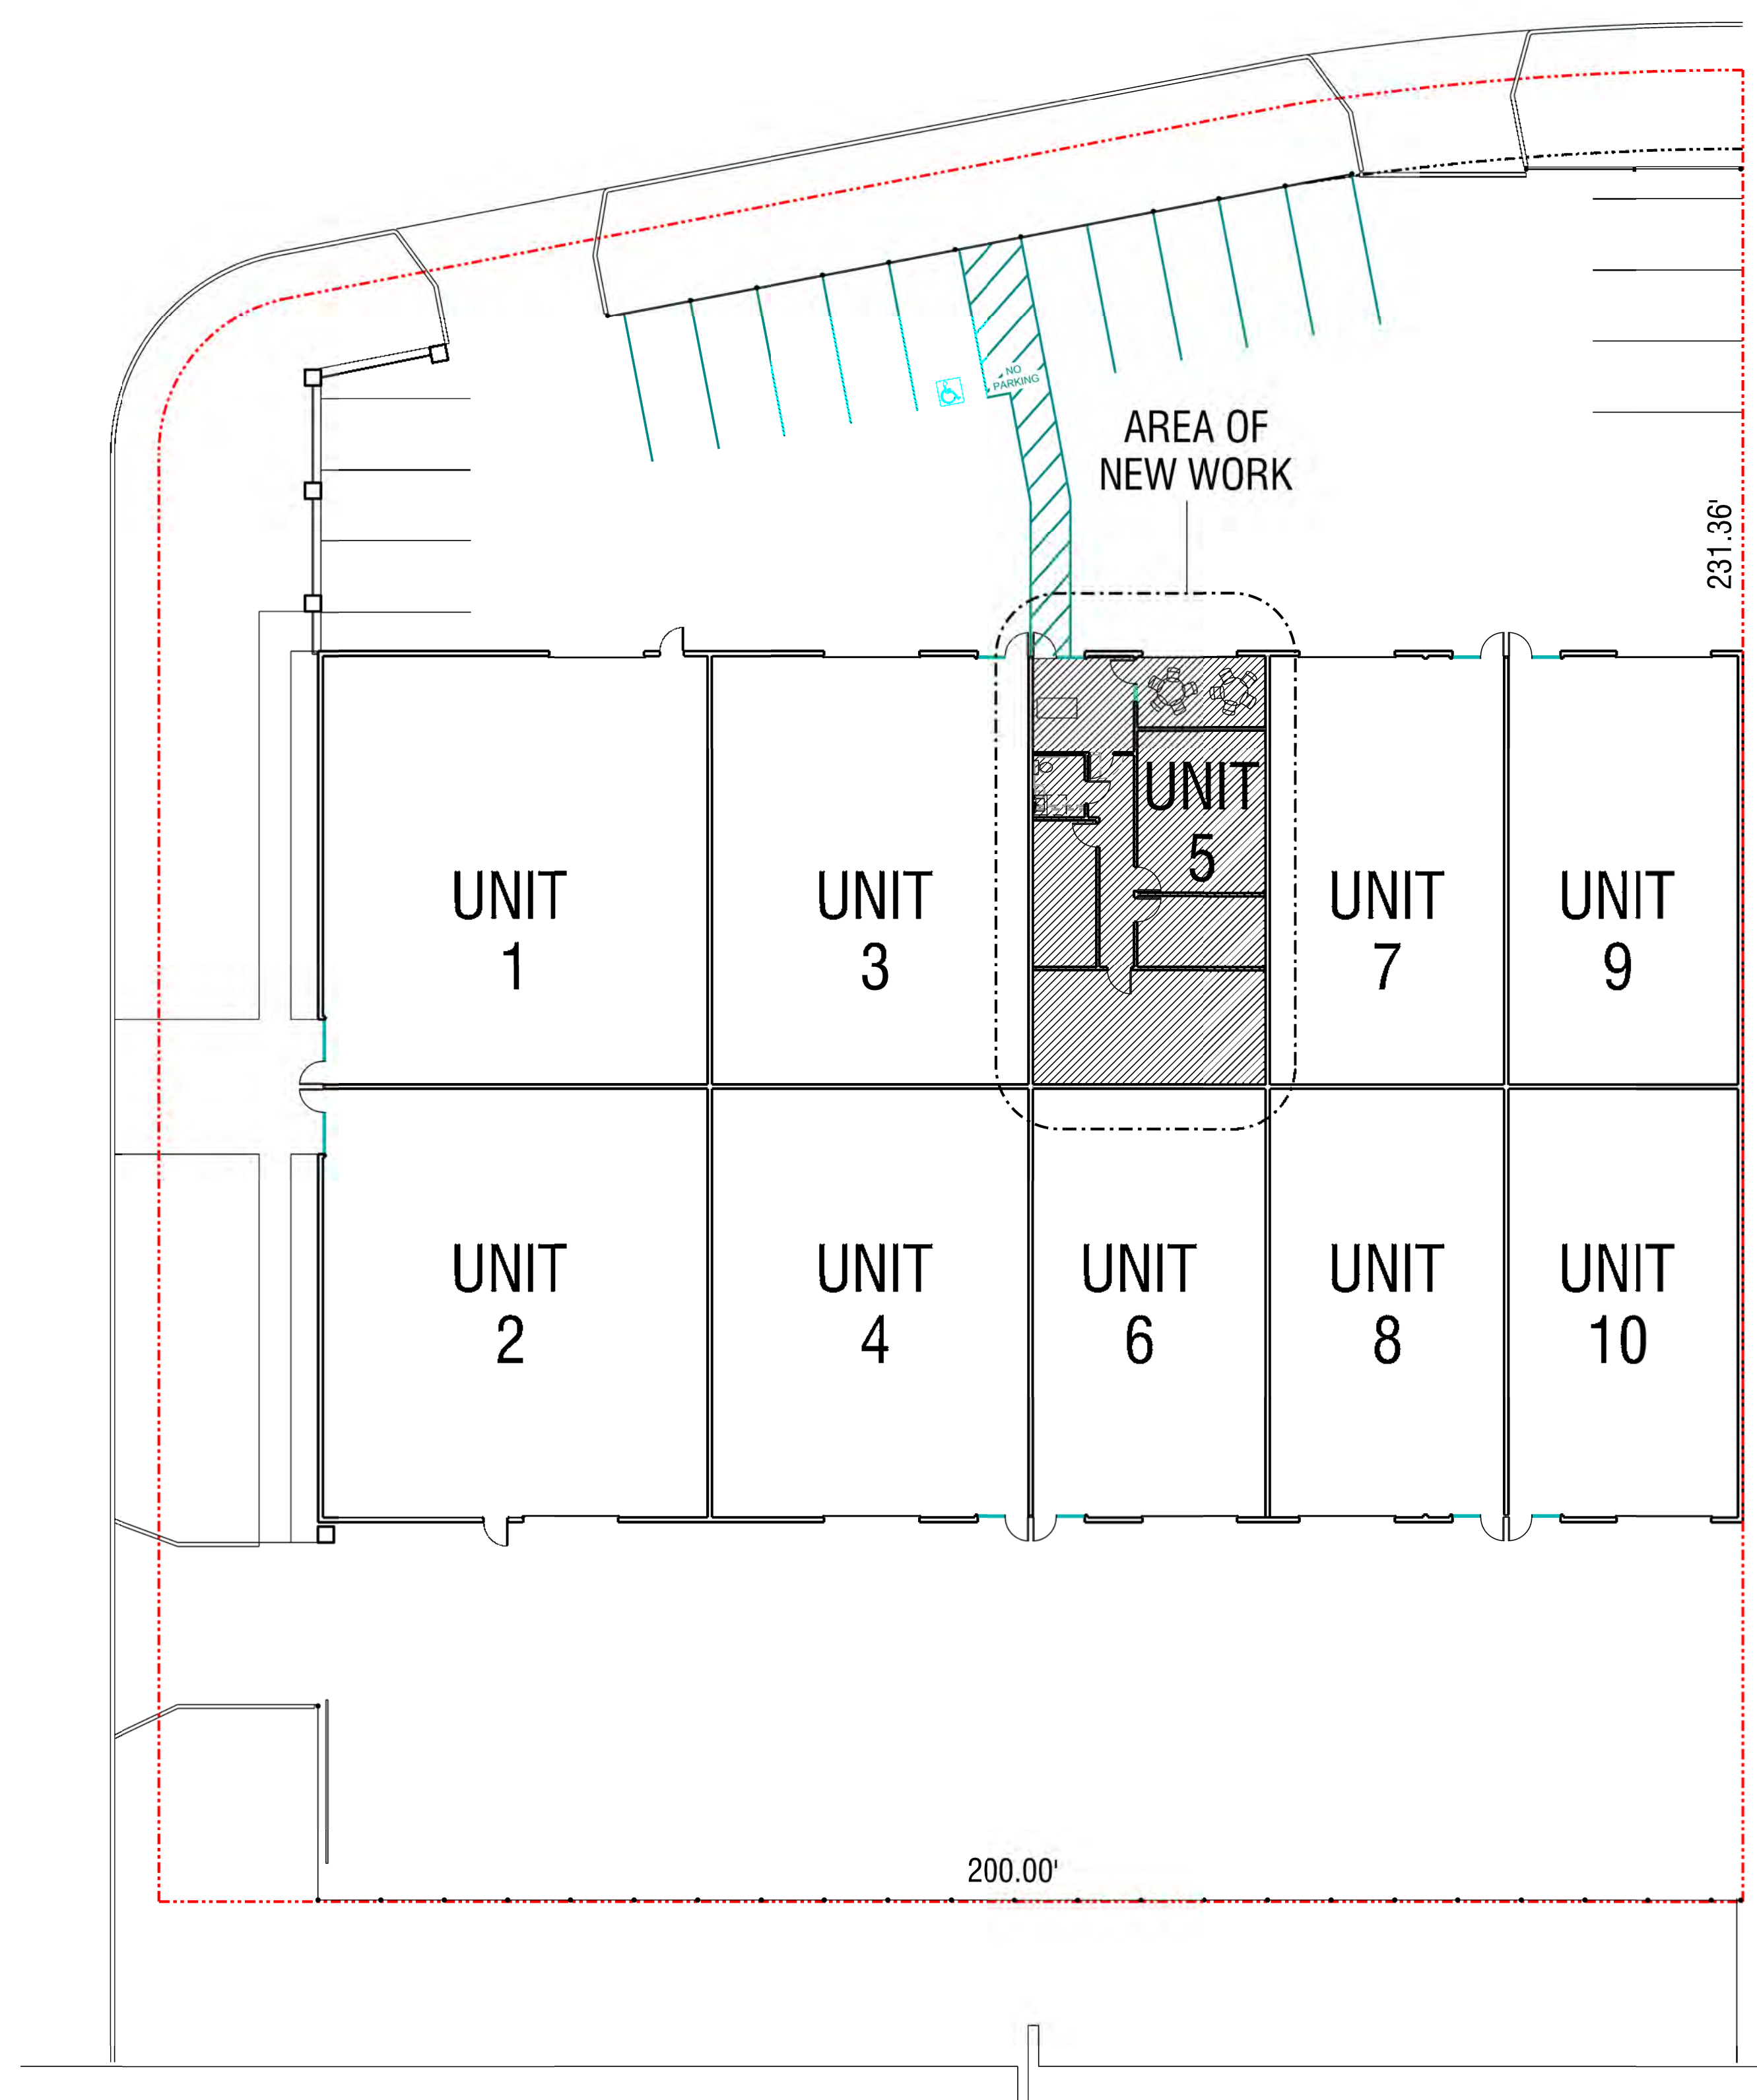 NO
PARKING
AREA OF
NEW WORK
231.36'
UNIT
5
UNIT
1
UNIT
3
UNIT
7
UNIT
9
UNIT
2
UNIT
4
UNIT
6
UNIT
8
UNIT
10
200.00'